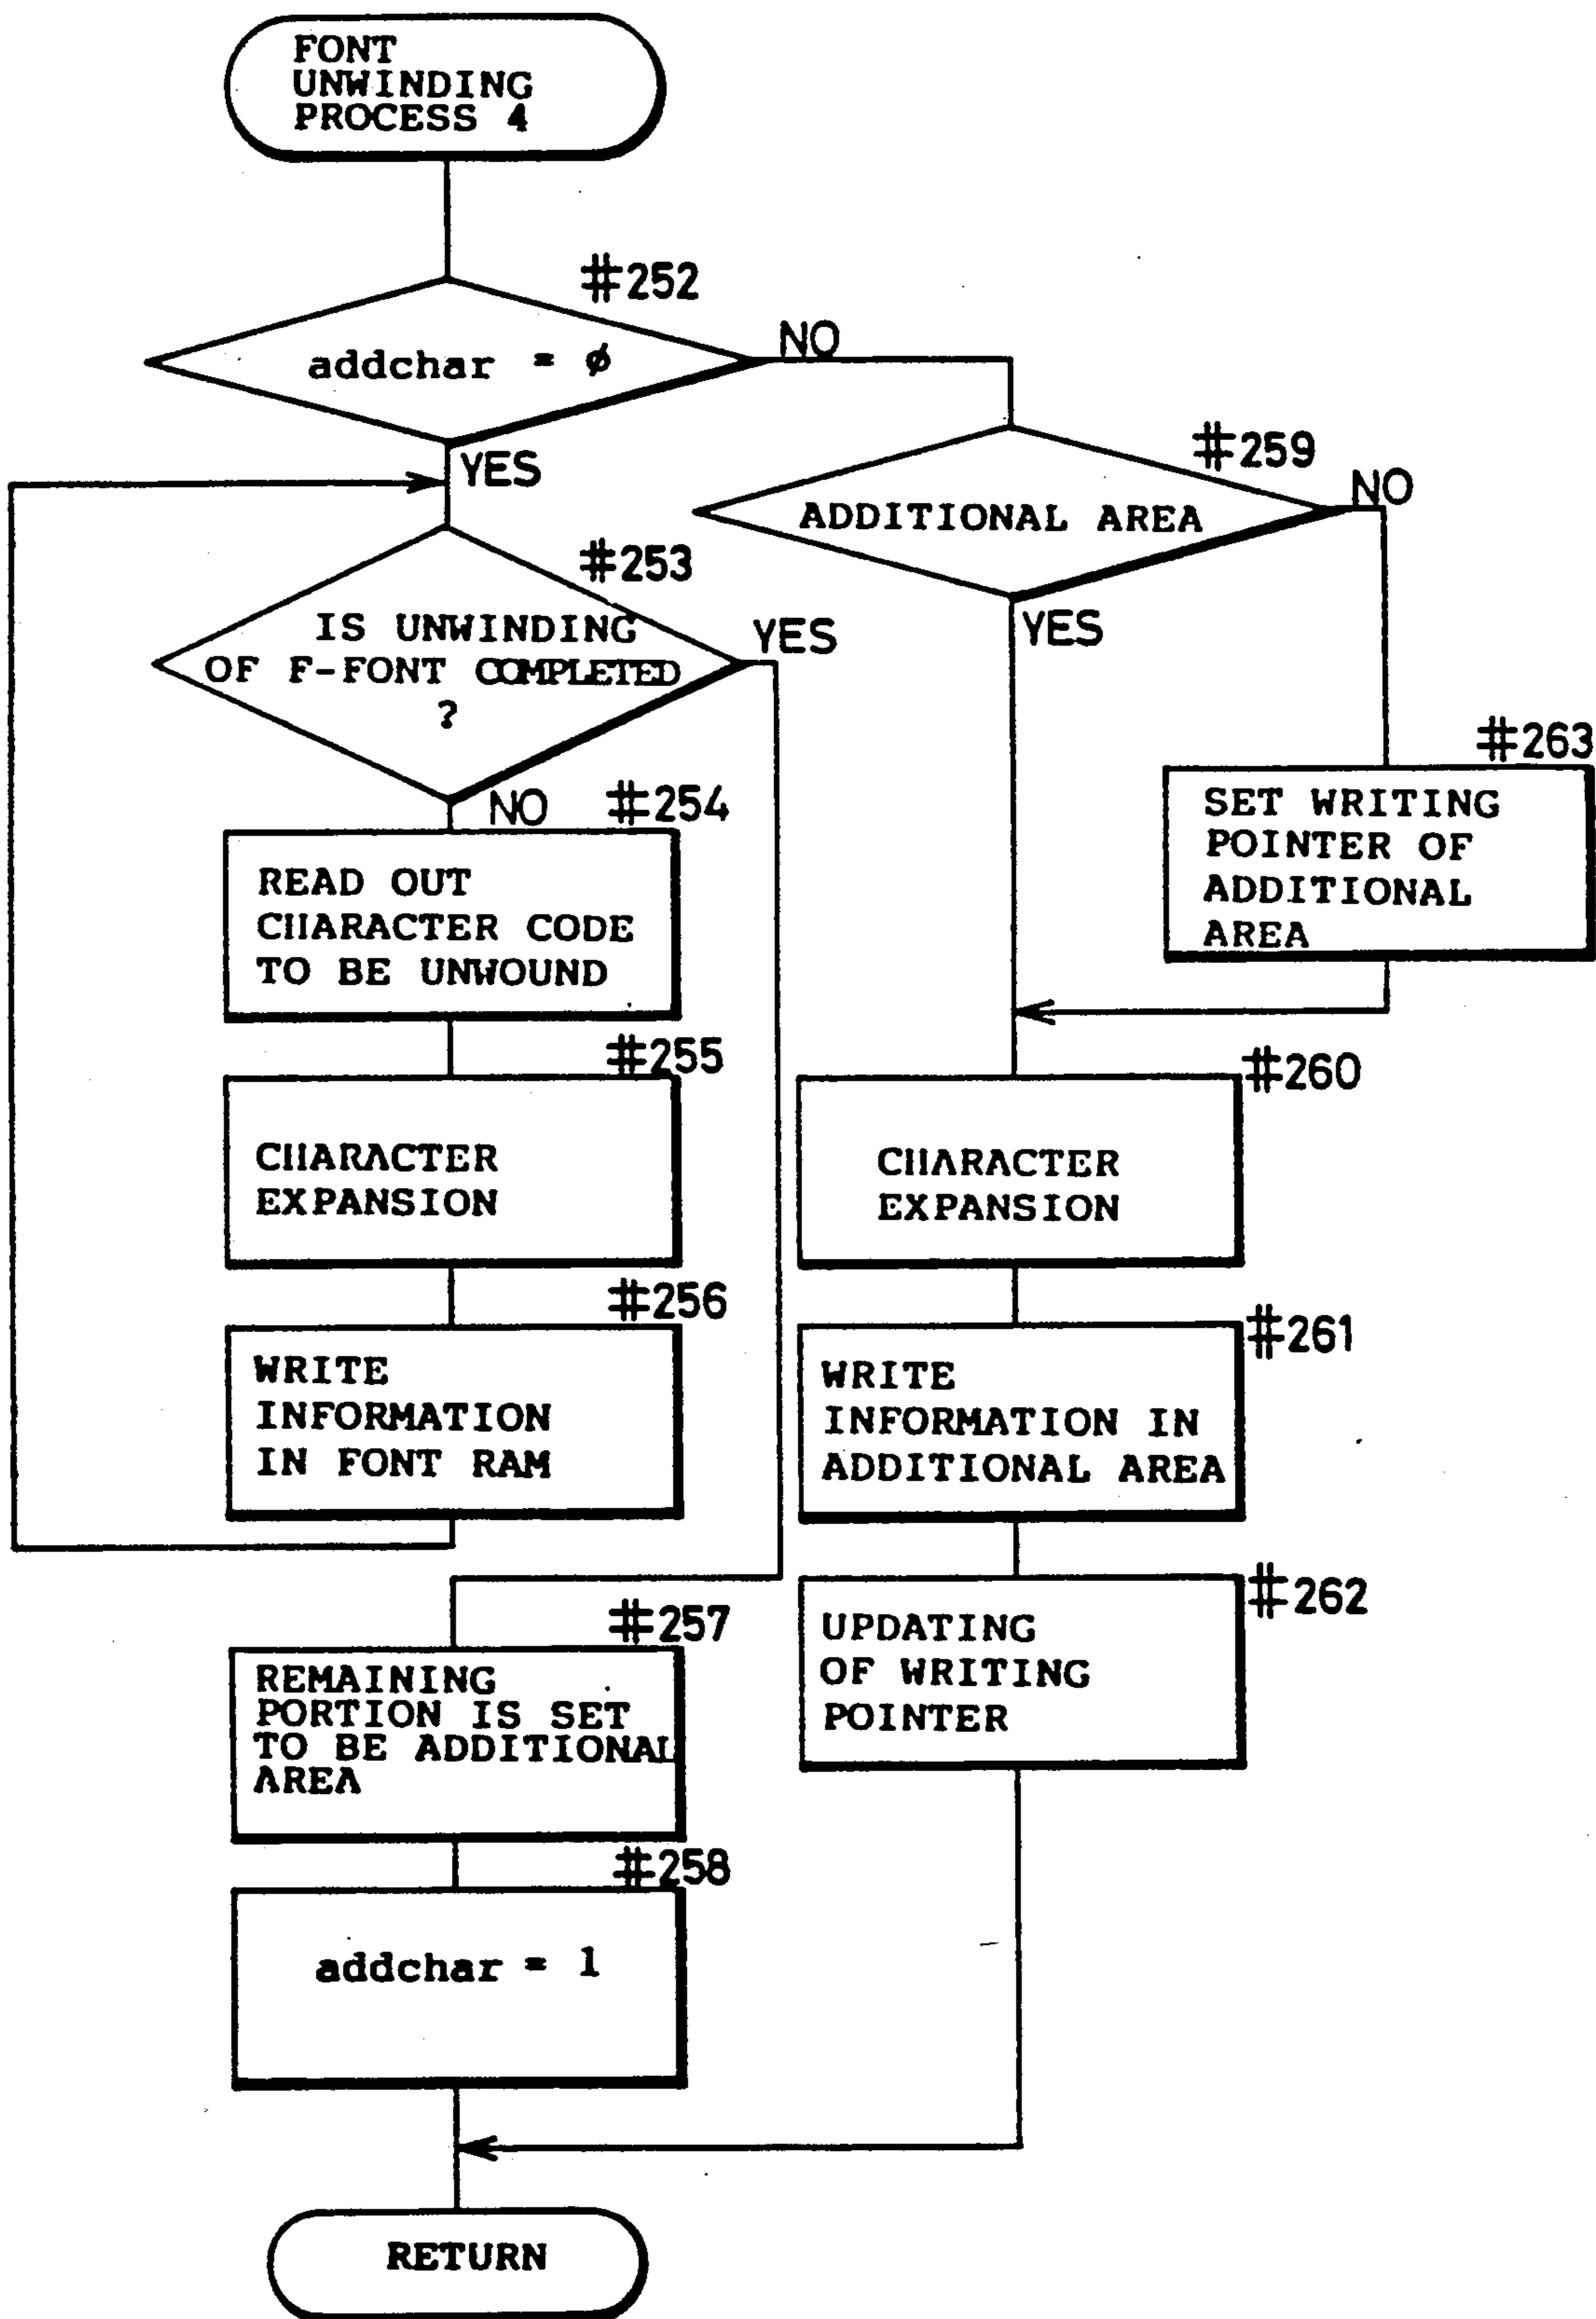 FONT
UNWINDING
PROCESS 4
#252
addchar = ø
NO
YES
#259
ADDITIONAL AREA
NO
YES
#253
IS UNWINDING
OF F-FONT COMPLETED
?
YES
NO
#254
READ OUT
CHARACTER CODE
TO BE UNWOUND
#263
SET WRITING
POINTER OF
ADDITIONAL
AREA
#255
CHARACTER
EXPANSION
#260
CHARACTER
EXPANSION
#256
WRITE
INFORMATION
IN FONT RAM
#261
WRITE
INFORMATION IN
ADDITIONAL AREA
#257
REMAINING
PORTION IS SET
TO BE ADDITIONAL
AREA
#262
UPDATING
OF WRITING
POINTER
#258
addchar = 1
RETURN